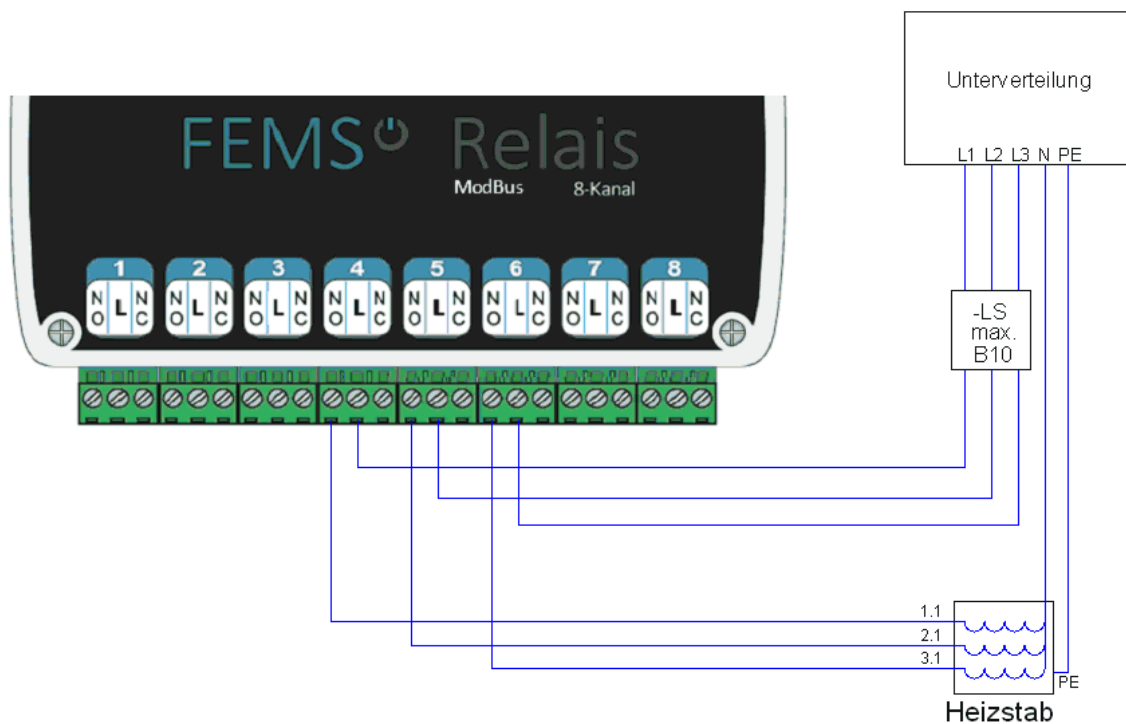 Unterverteilung
L1 L2 L3 N PE
FEMS Relais
ModBus 8-Kanal
1 2 3 4 5 6 7 8
NO L NC NO L NC NO L NC NO L NC NO L NC NO L NC NO L NC NO L NC
-LS
max.
B10
1.1
2.1
3.1
PE
Heizstab